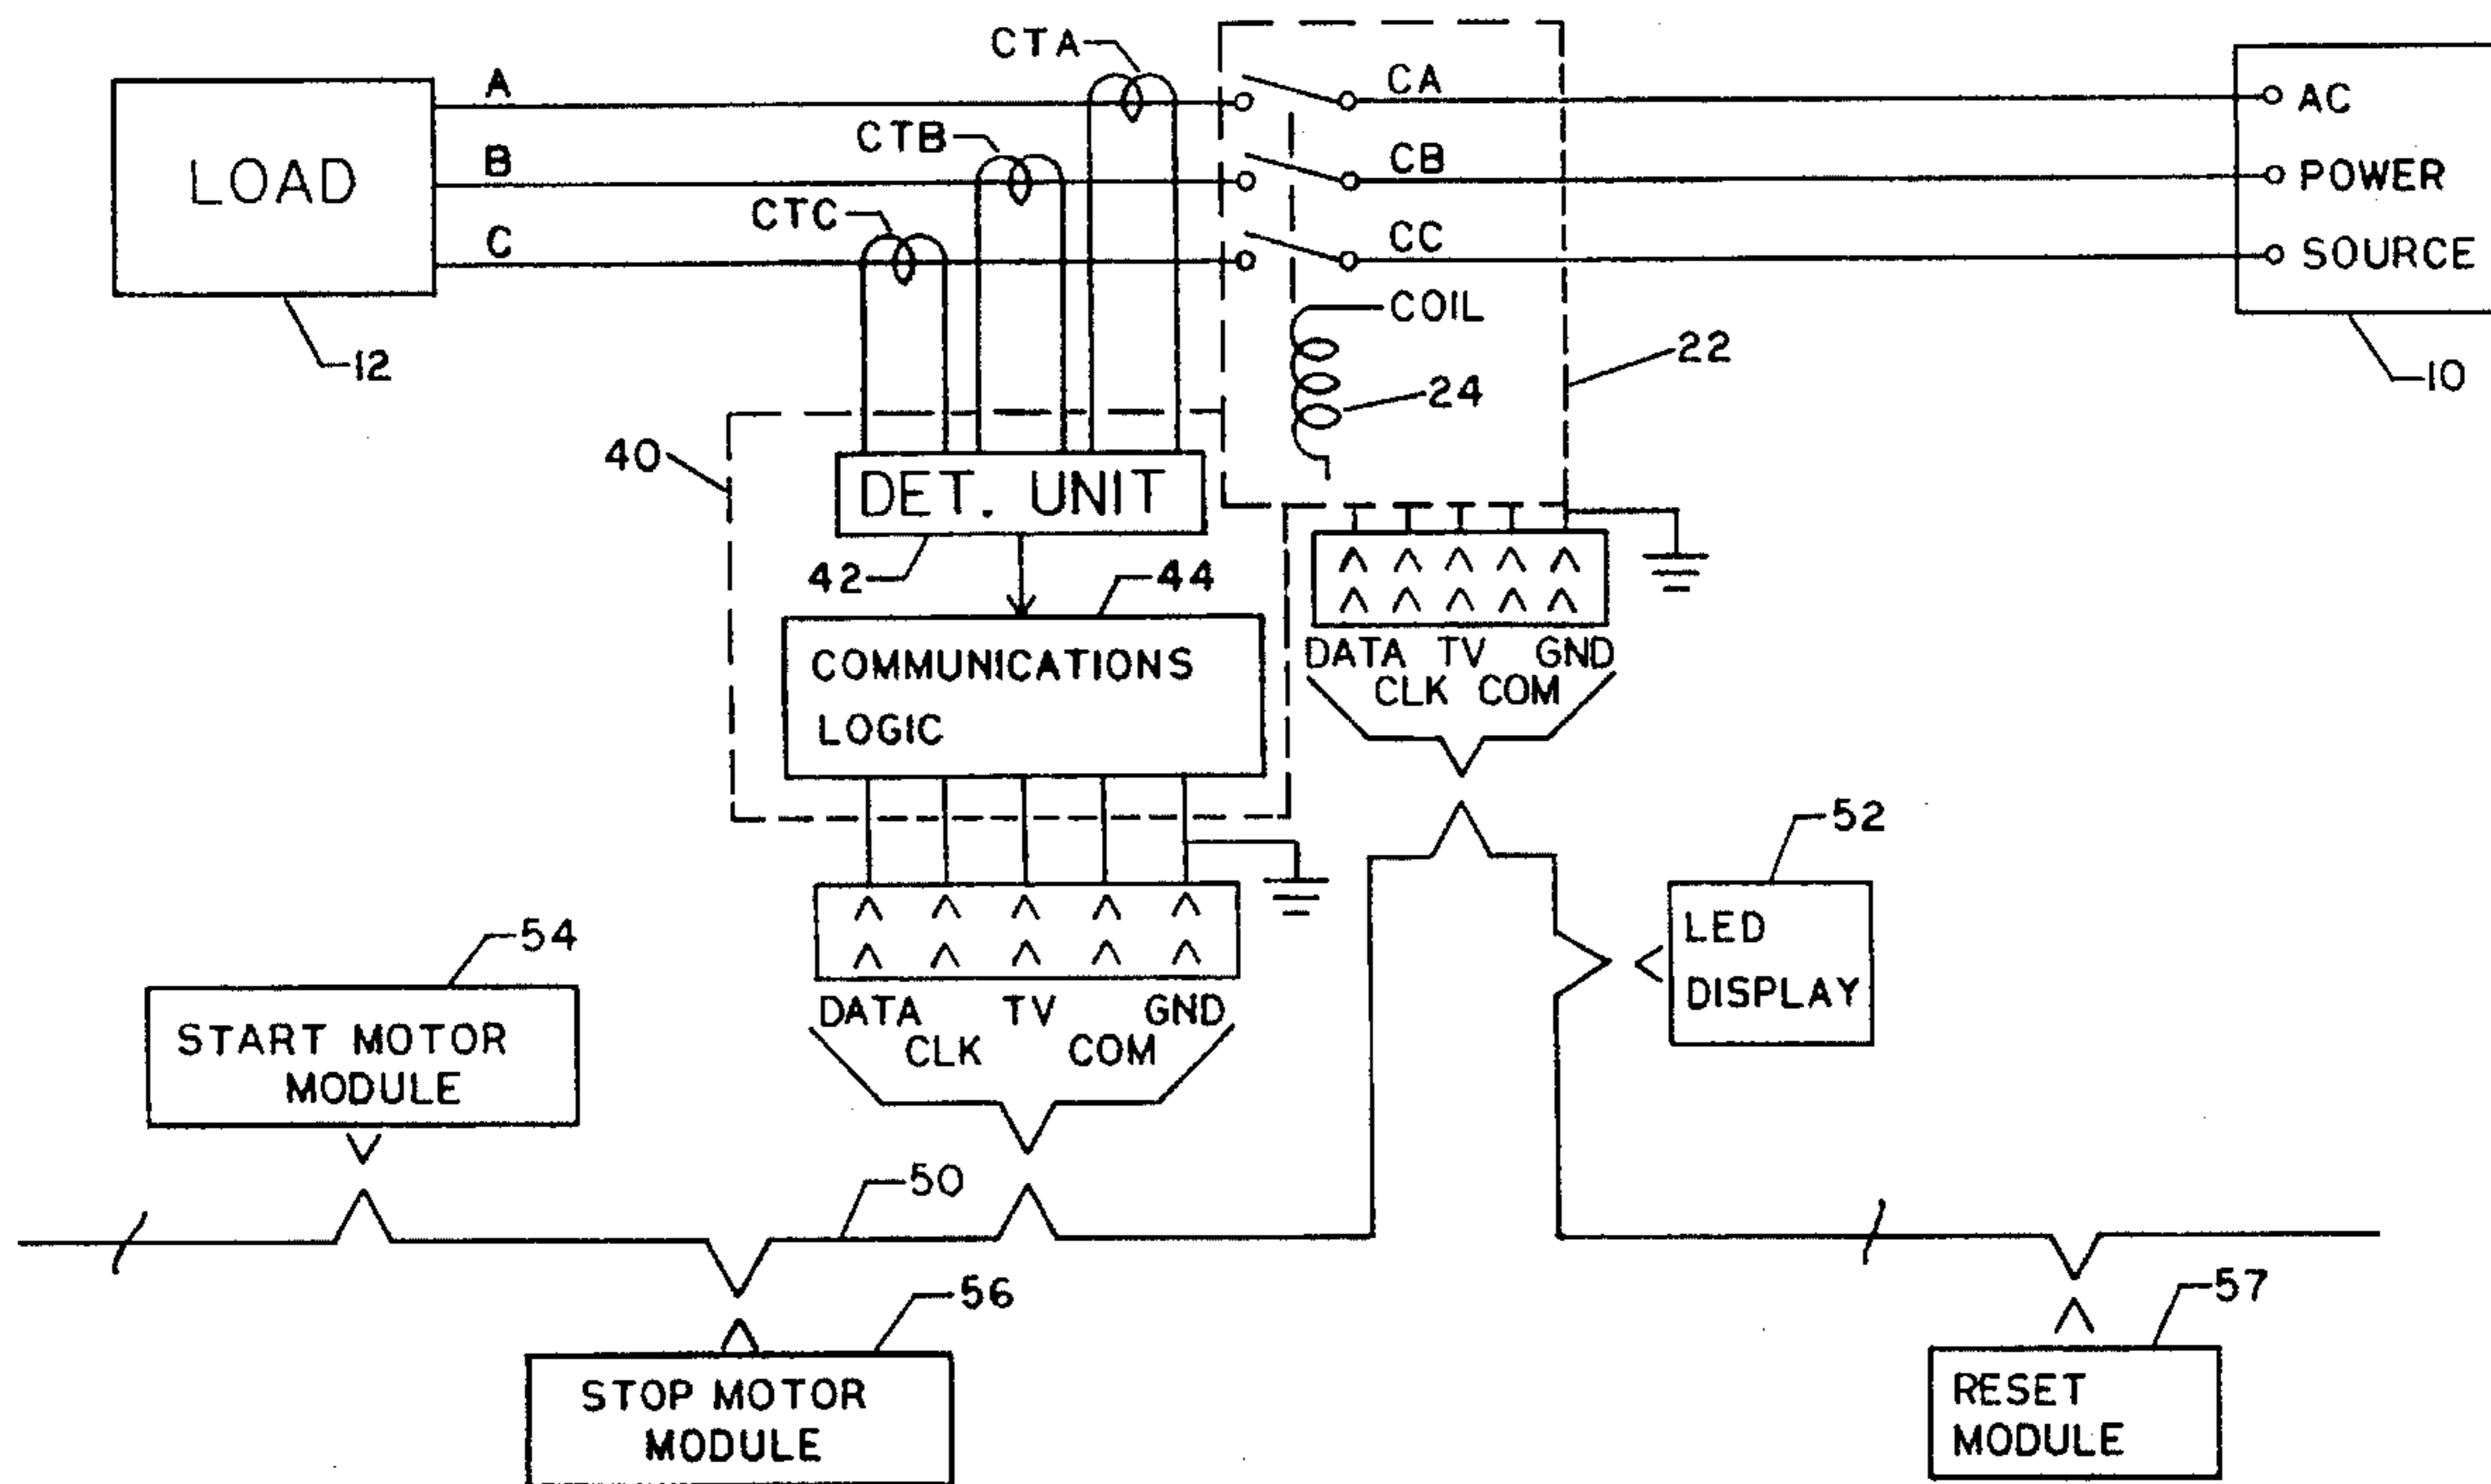 CTA
A
CA
AC
LOAD
CTB
B
CB
POWER
CTC
C
CC
SOURCE
COIL
12
22
24
10
40
DET. UNIT
42
44
COMMUNICATIONS
LOGIC
DATA TV GND
CLK COM
52
LED
DISPLAY
54
START MOTOR
MODULE
DATA TV GND
CLK COM
50
56
STOP MOTOR
MODULE
57
RESET
MODULE